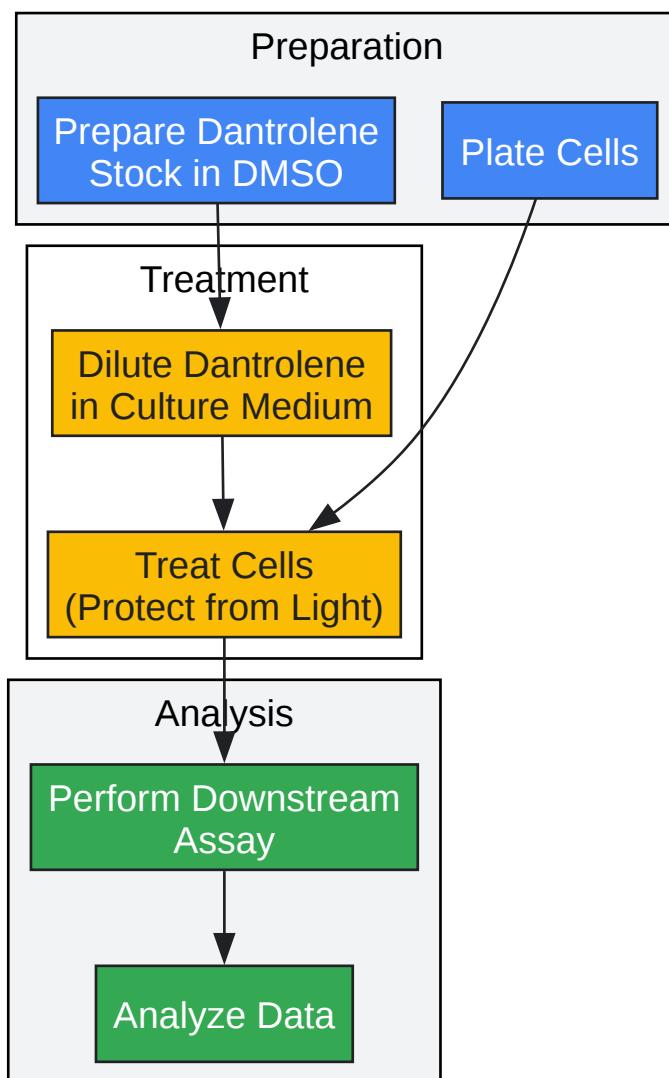 Preparation
Prepare Dantrolene
Stock in DMSO
Plate Cells
Treatment
Dilute Dantrolene
in Culture Medium
Treat Cells
(Protect from Light)
Analysis
Perform Downstream
Assay
Analyze Data